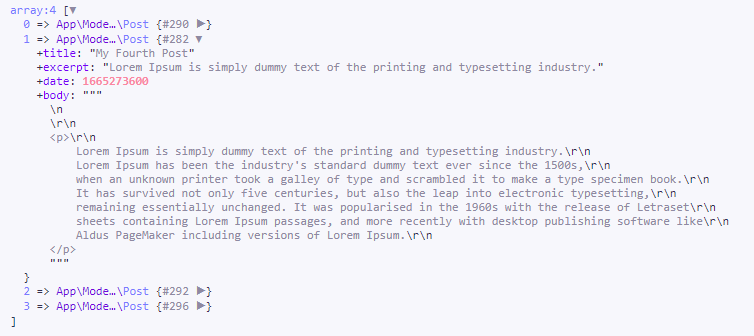 array:4 [▼
  0 => App\Mode…\Post {#290 ▶}
  1 => App\Mode…\Post {#282 ▼
    +title: "My Fourth Post"
    +excerpt: "Lorem Ipsum is simply dummy text of the printing and typesetting industry."
    +date: 1665273600
    +body: """
      \n
      \r\n
      <p>\r\n
          Lorem Ipsum is simply dummy text of the printing and typesetting industry.\r\n
          Lorem Ipsum has been the industry's standard dummy text ever since the 1500s,\r\n
          when an unknown printer took a galley of type and scrambled it to make a type specimen book.\r\n
          It has survived not only five centuries, but also the leap into electronic typesetting,\r\n
          remaining essentially unchanged. It was popularised in the 1960s with the release of Letraset\r\n
          sheets containing Lorem Ipsum passages, and more recently with desktop publishing software like\r\n
          Aldus PageMaker including versions of Lorem Ipsum.\r\n
      </p>
      """
  }
  2 => App\Mode…\Post {#292 ▶}
  3 => App\Mode…\Post {#296 ▶}
]